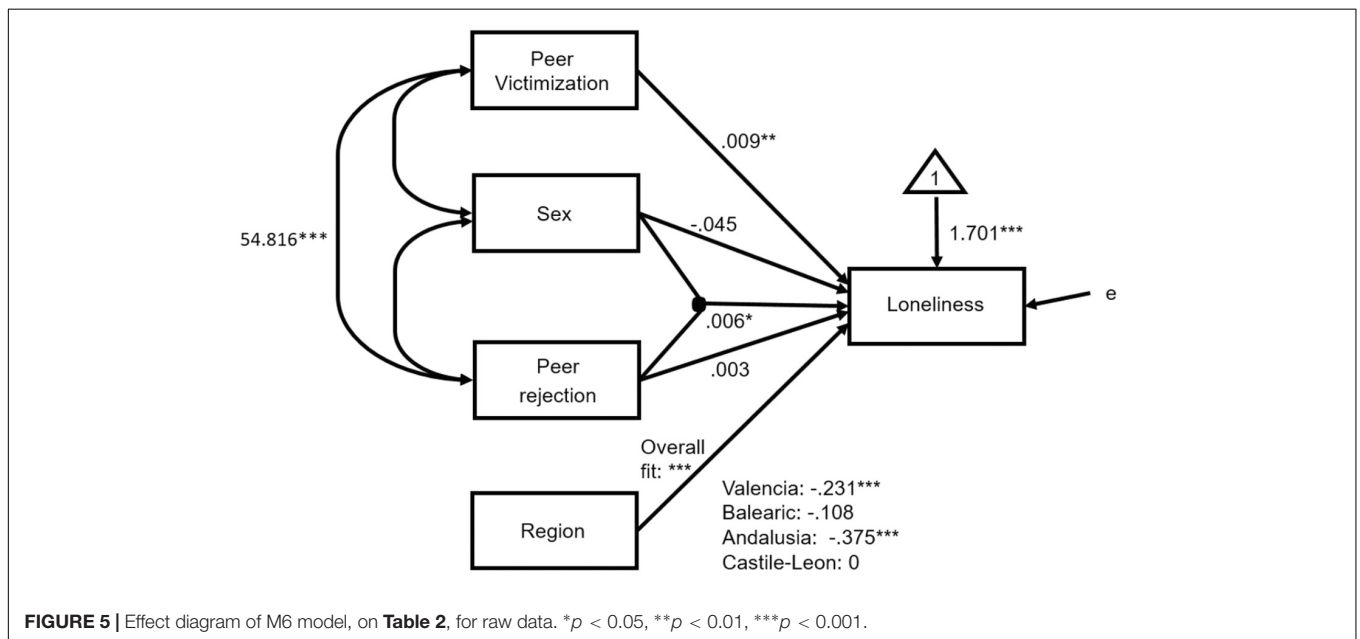 Peer
Victimization
.009**
1
Sex
-.045
1.701***
54.816***
Loneliness
e
.006*
Peer
rejection
.003
Overall
fit: ***
Region
Valencia: -.231***
Balearic: -.108
Andalusia: -.375***
Castile-Leon: 0
FIGURE 5 | Effect diagram of M6 model, on Table 2, for raw data. *p < 0.05, **p < 0.01, ***p < 0.001.